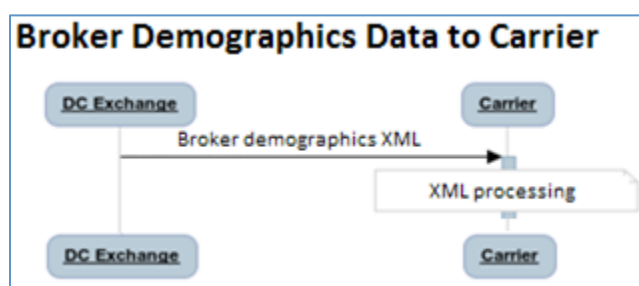 Broker Demographics Data to Carrier
DC Exchange
Carrier
Broker demographics XML
XML processing
DC Exchange
Carrier